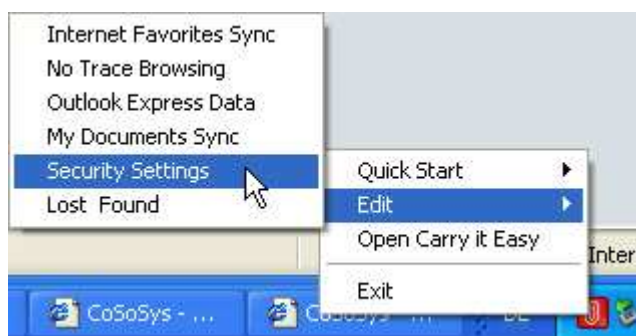 Internet Favorites Sync
No Trace Browsing
Outlook Express Data
My Documents Sync
Security Settings
Lost Found
Quick Start
Edit
Open Carry it Easy
Exit
Inter
CoSoSys - ...
CoSoSys
DE